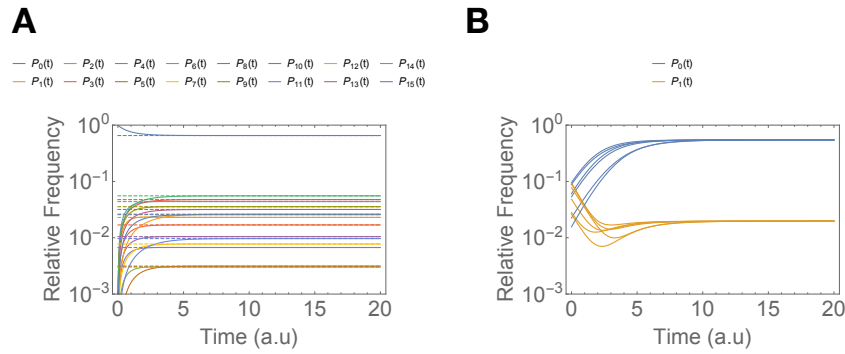 A
B
P0(t) P2(t) P4(t) P6(t) P8(t) P10(t) P12(t) P14(t)
P1(t) P3(t) P5(t) P7(t) P9(t) P11(t) P13(t) P15(t)
P0(t)
P1(t)
10^0
10^-1
10^-2
10^-3
Relative Frequency
0 5 10 15 20
Time (a.u)
10^0
10^-1
10^-2
10^-3
Relative Frequency
0 5 10 15 20
Time (a.u)